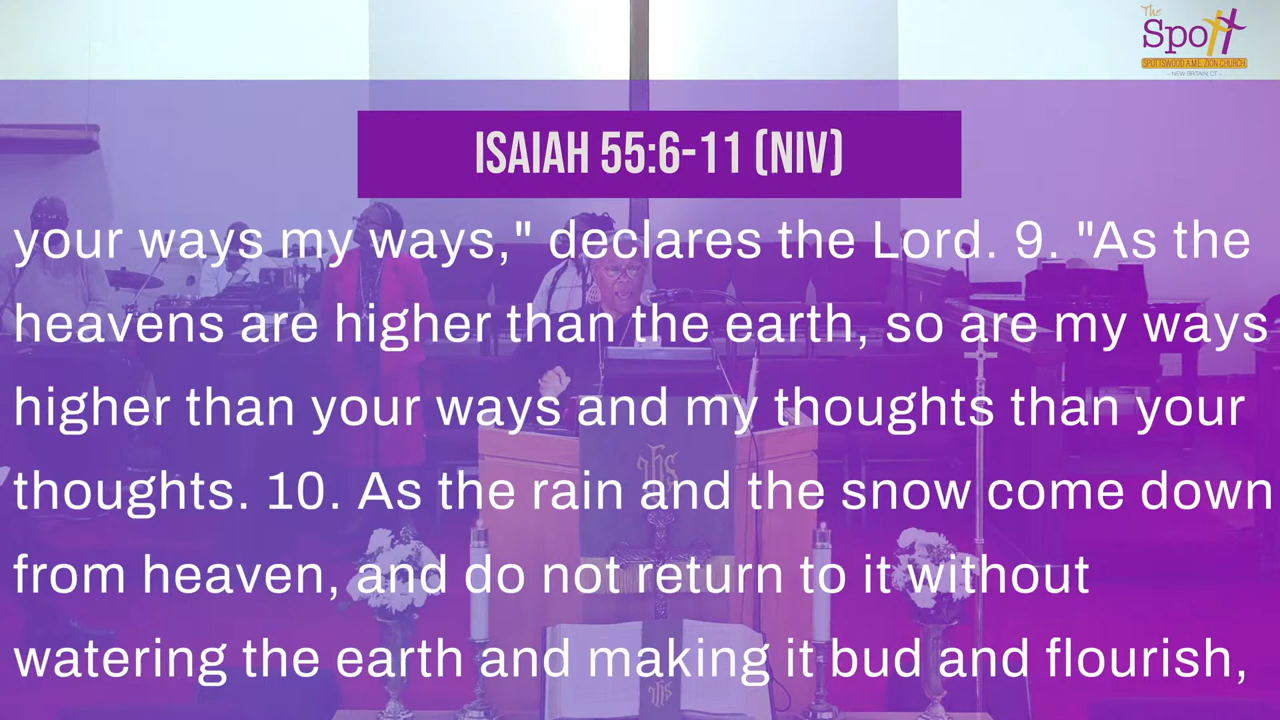 The
Spott
SPOTTSWOOD A.M.E. ZION CHURCH
- NEW BRITAIN, CT -
ISAIAH 55:6-11 (NIV)
your ways my ways," declares the Lord. 9. "As the
heavens are higher than the earth, so are my ways
higher than your ways and my thoughts than your
thoughts. 10. As the rain and the snow come down
from heaven, and do not return to it without
watering the earth and making it bud and flourish,
ihs
ihs